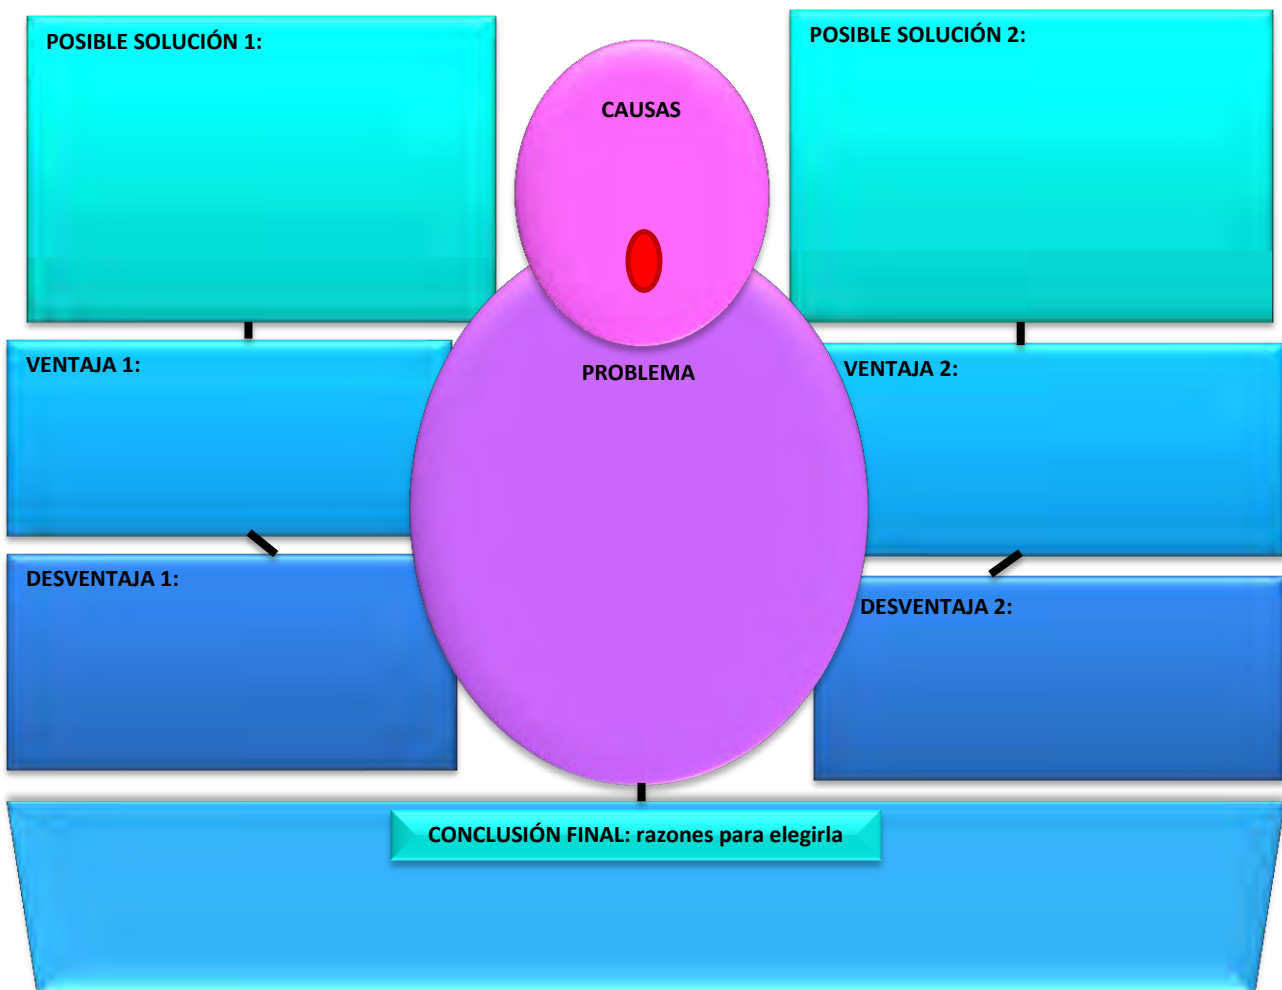 POSIBLE SOLUCIÓN 1:
POSIBLE SOLUCIÓN 2:
CAUSAS
PROBLEMA
VENTAJA 1:
VENTAJA 2:
DESVENTAJA 1:
DESVENTAJA 2:
CONCLUSIÓN FINAL: razones para elegirla